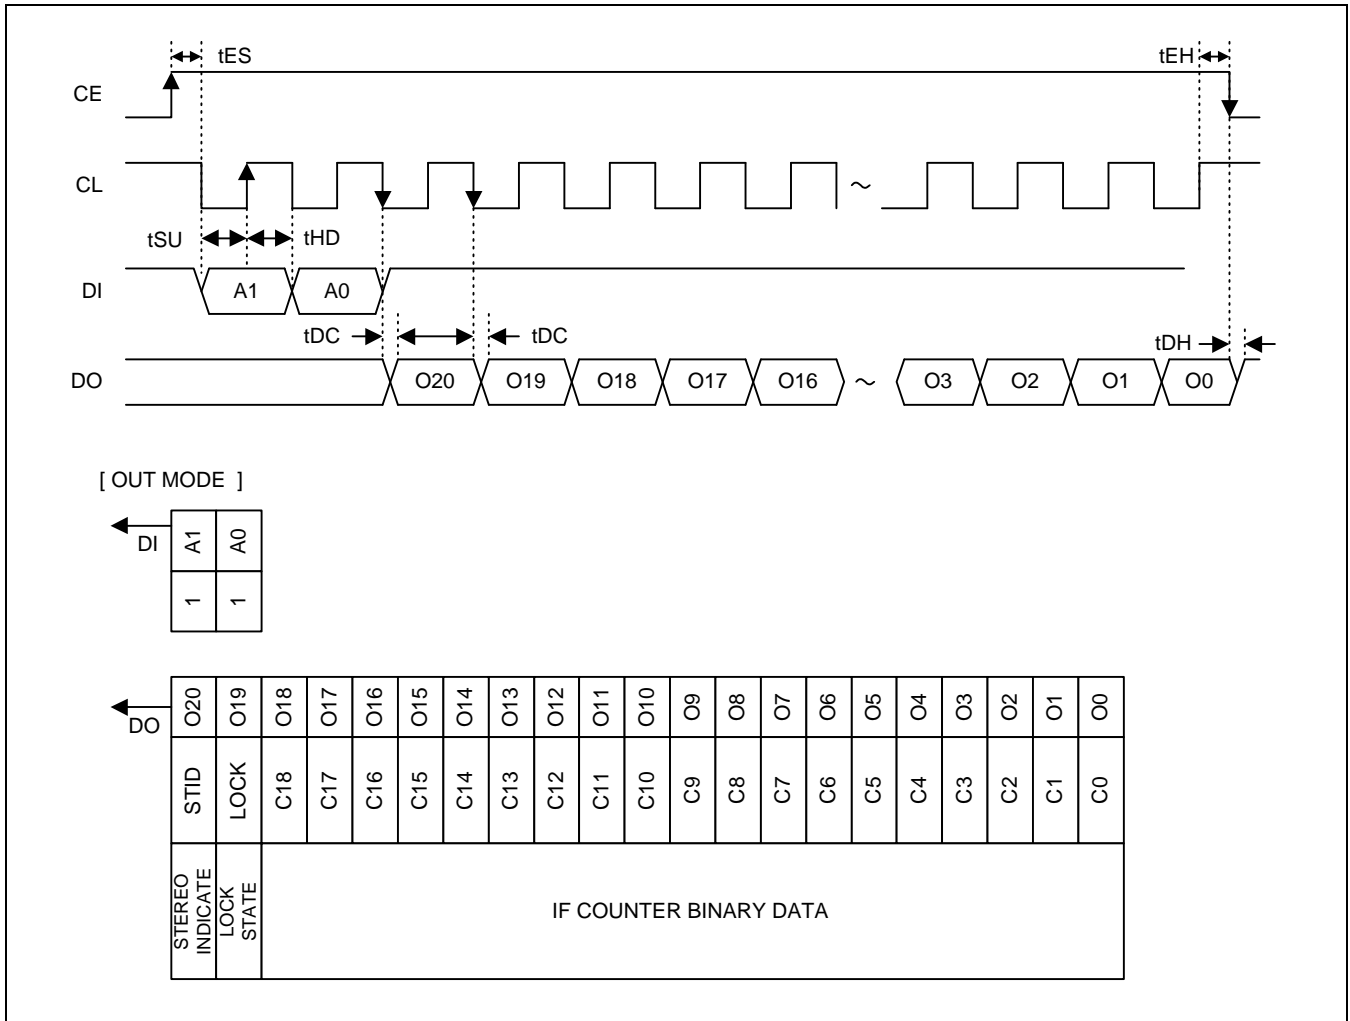 tES tEH
CE
CL ~
tSU tHD
DI A1 A0
tDC tDC tDH
DO O20 O19 O18 O17 O16 ~ O3 O2 O1 O0
[ OUT MODE ]
DI A1 A0
1 1
DO O20 O19 O18 O17 O16 O15 O14 O13 O12 O11 O10 O9 O8 O7 O6 O5 O4 O3 O2 O1 O0
STID LOCK C18 C17 C16 C15 C14 C13 C12 C11 C10 C9 C8 C7 C6 C5 C4 C3 C2 C1 C0
STEREO
INDICATE
LOCK
STATE
IF COUNTER BINARY DATA